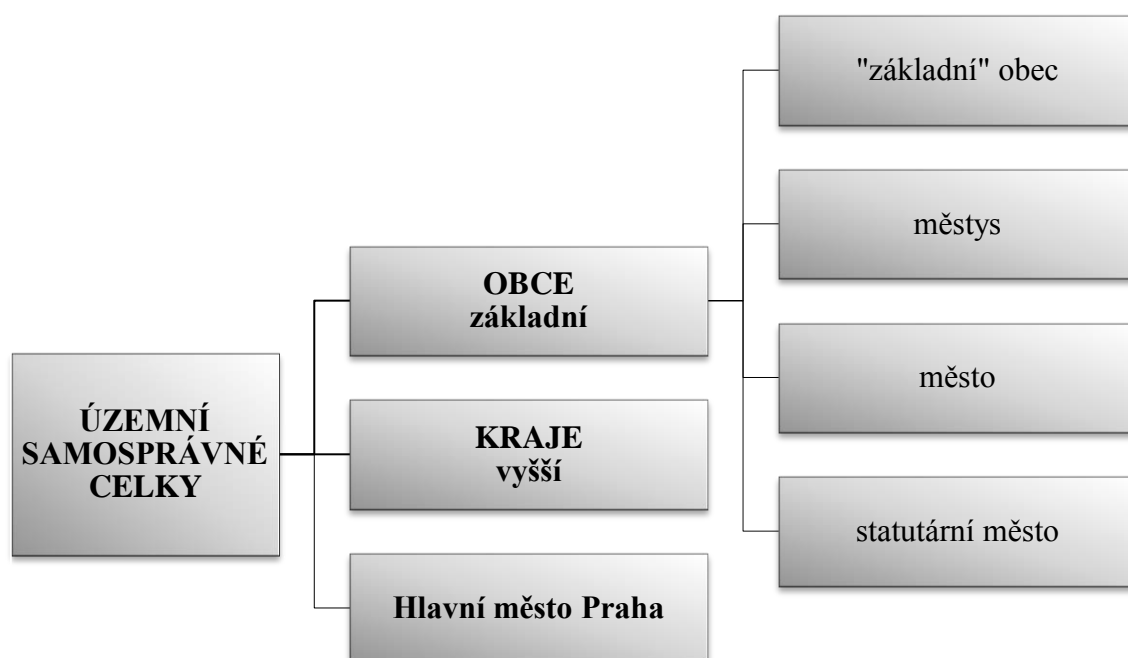 ÚZEMNÍ
SAMOSPRÁVNÉ
CELKY
OBCE
základní
KRAJE
vyšší
Hlavní město Praha
"základní" obec
městys
město
statutární město